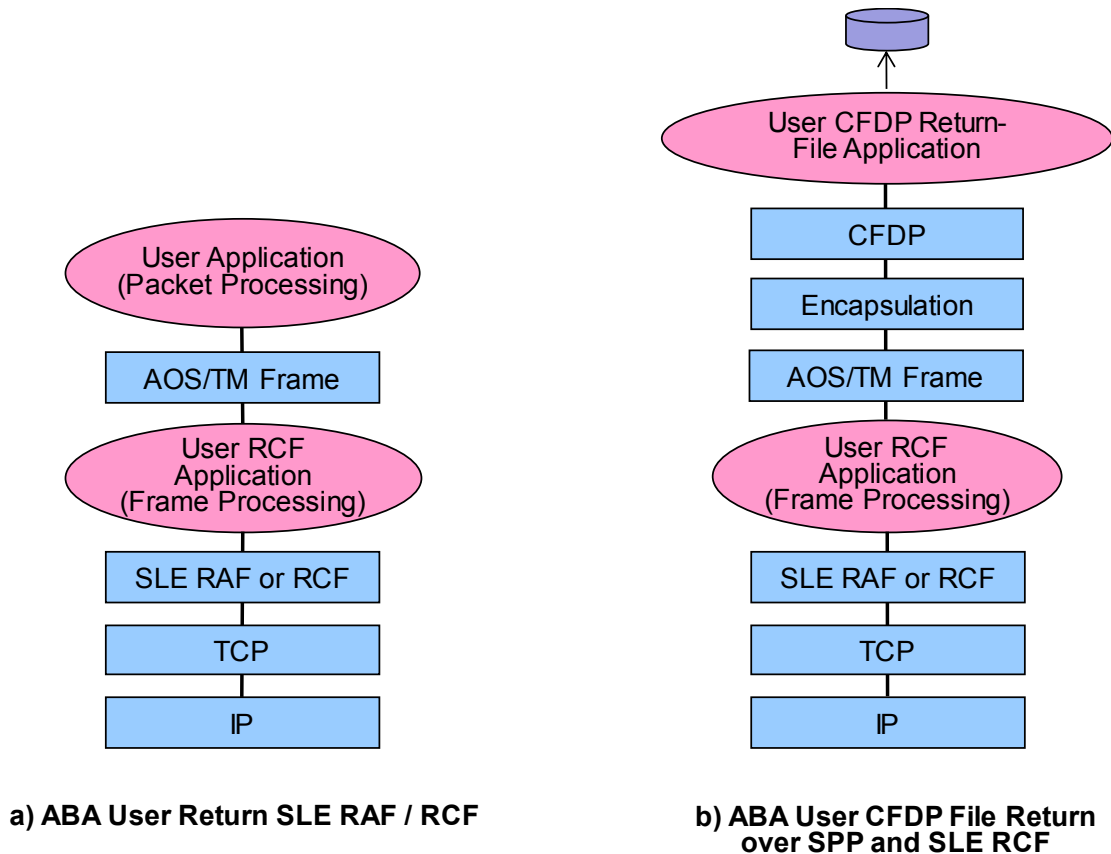 User Application
(Packet Processing)
AOS/TM Frame
User RCF
Application
(Frame Processing)
SLE RAF or RCF
TCP
IP
a) ABA User Return SLE RAF / RCF
User CFDP Return-
File Application
CFDP
Encapsulation
AOS/TM Frame
User RCF
Application
(Frame Processing)
SLE RAF or RCF
TCP
IP
b) ABA User CFDP File Return
over SPP and SLE RCF